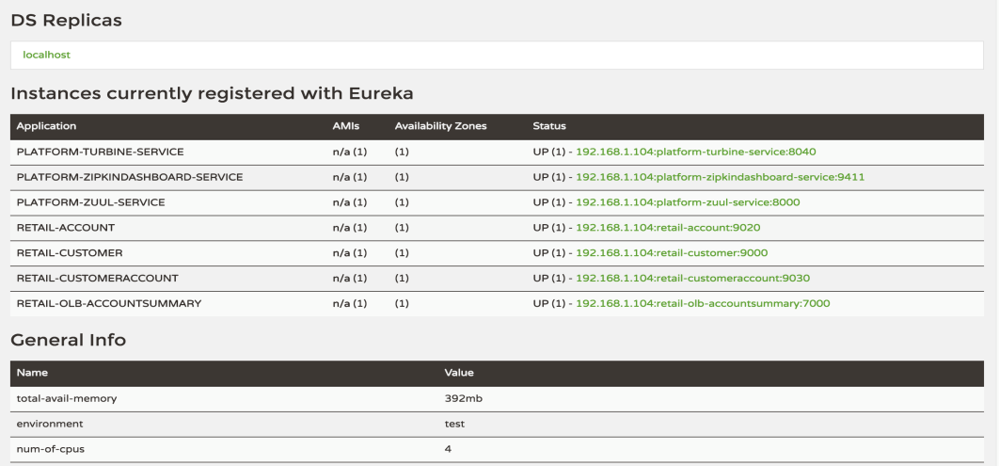 DS Replicas
localhost
Instances currently registered with Eureka
Application AMIs Availability Zones Status
PLATFORM-TURBINE-SERVICE n/a (1) (1) UP (1) - 192.168.1.104:platform-turbine-service:8040
PLATFORM-ZIPKINDASHBOARD-SERVICE n/a (1) (1) UP (1) - 192.168.1.104:platform-zipkindashboard-service:9411
PLATFORM-ZUUL-SERVICE n/a (1) (1) UP (1) - 192.168.1.104:platform-zuul-service:8000
RETAIL-ACCOUNT n/a (1) (1) UP (1) - 192.168.1.104:retail-account:9020
RETAIL-CUSTOMER n/a (1) (1) UP (1) - 192.168.1.104:retail-customer:9000
RETAIL-CUSTOMERACCOUNT n/a (1) (1) UP (1) - 192.168.1.104:retail-customeraccount:9030
RETAIL-OLB-ACCOUNTSUMMARY n/a (1) (1) UP (1) - 192.168.1.104:retail-olb-accountsummary:7000
General Info
Name Value
total-avail-memory 392mb
environment test
num-of-cpus 4